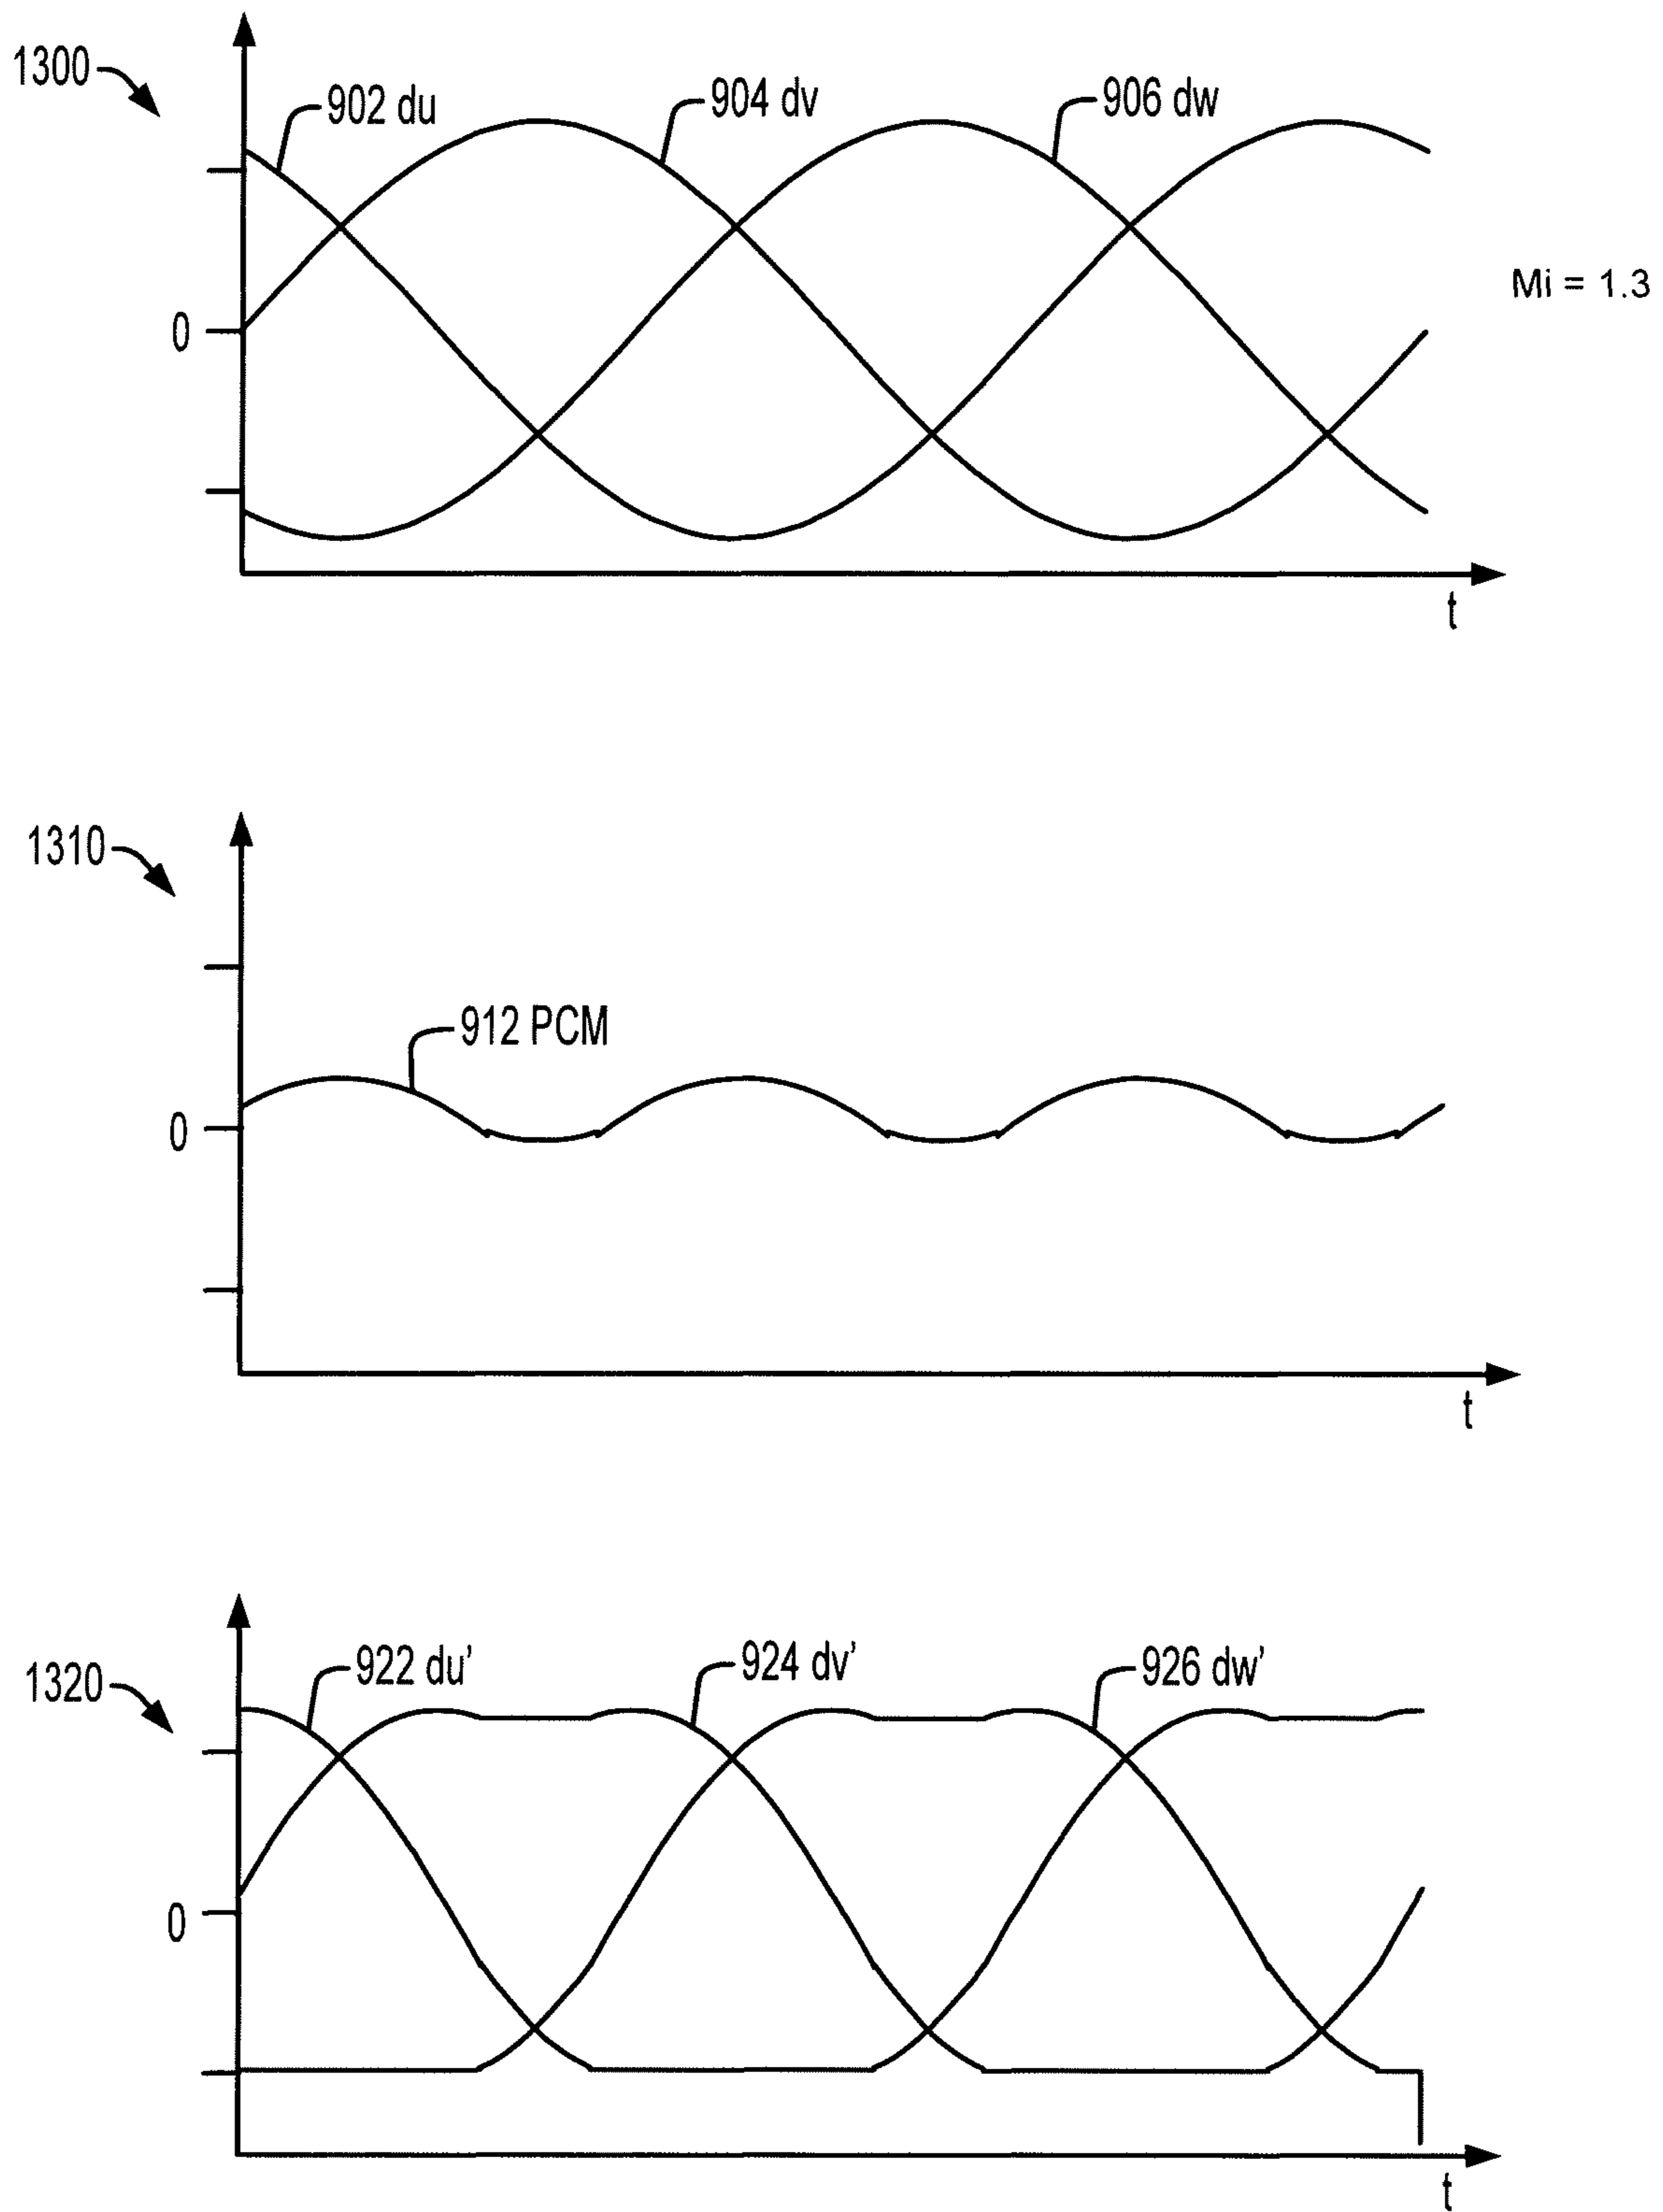 1300
902 du
904 dv
906 dw
0
Mi = 1.3
t
1310
912 PCM
0
t
1320
922 du'
924 dv'
926 dw'
0
t